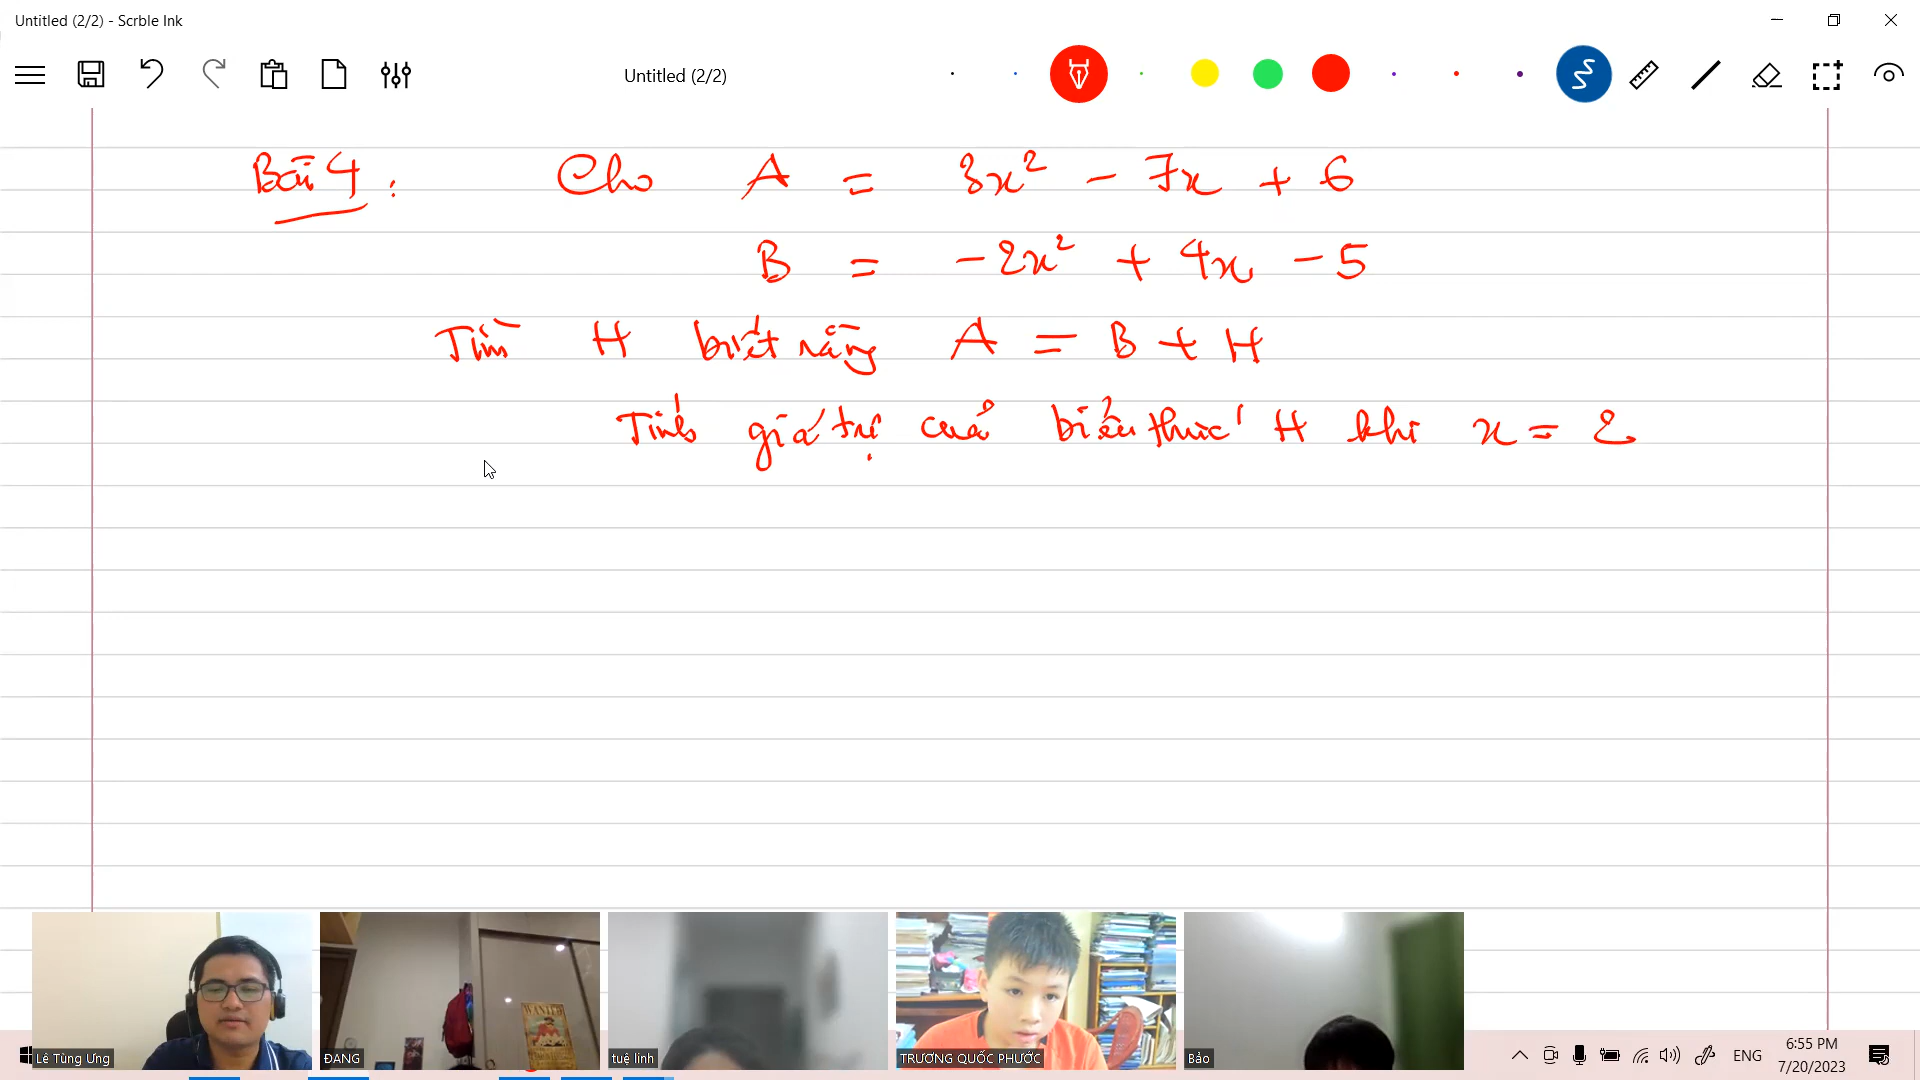 Untitled (2/2) - Scrble Ink
Untitled (2/2)
Bài 4: Cho A = 3x² - 7x + 6
B = -2x² + 4x - 5
Tìm H biết rằng A = B + H
Tính giá trị của biểu thức H khi x = 2
WANTED
Lê Tùng Ưng
ĐANG
tuệ linh
TRƯƠNG QUỐC PHƯỚC
Bảo
ENG
6:55 PM
7/20/2023